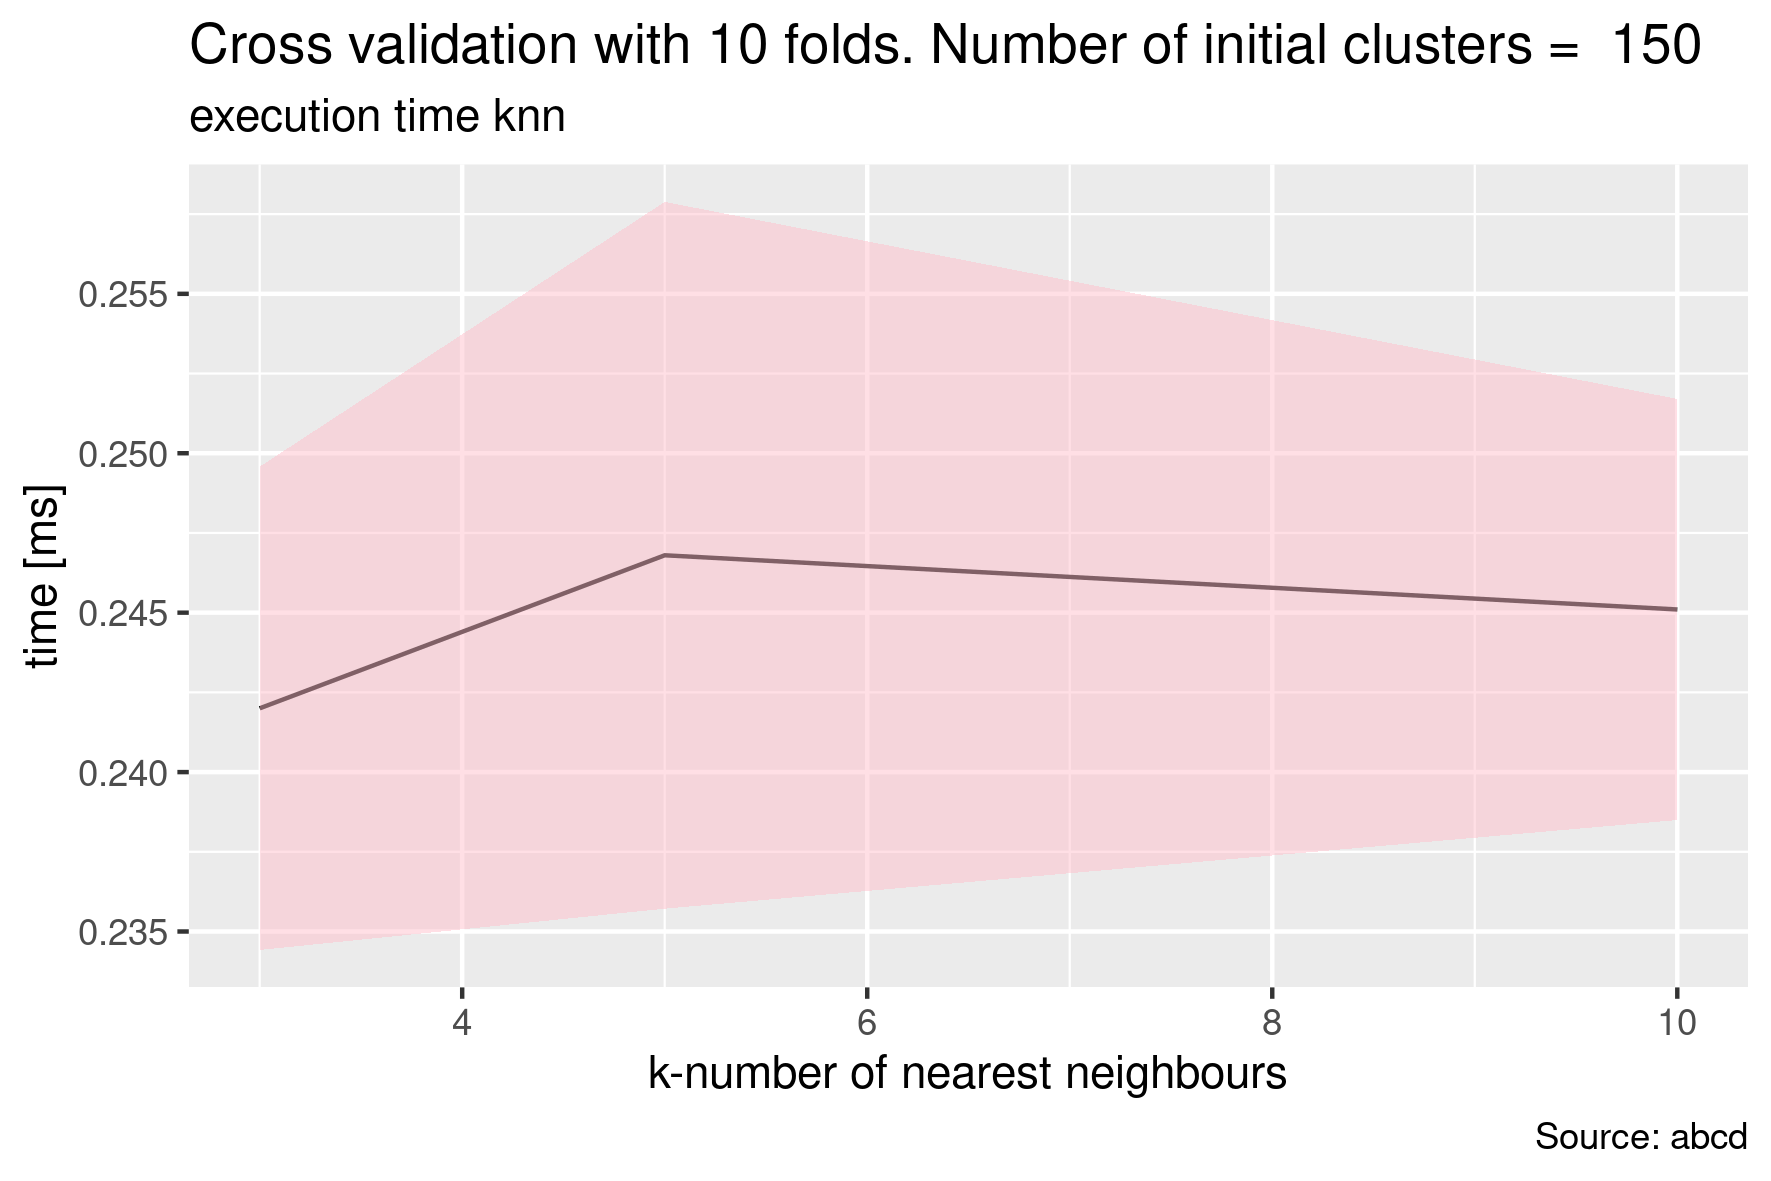 Cross validation with 10 folds. Number of initial clusters =  150
execution time knn
time [ms]
0.255
0.250
0.245
0.240
0.235
4 6 8 10
k-number of nearest neighbours
Source: abcd